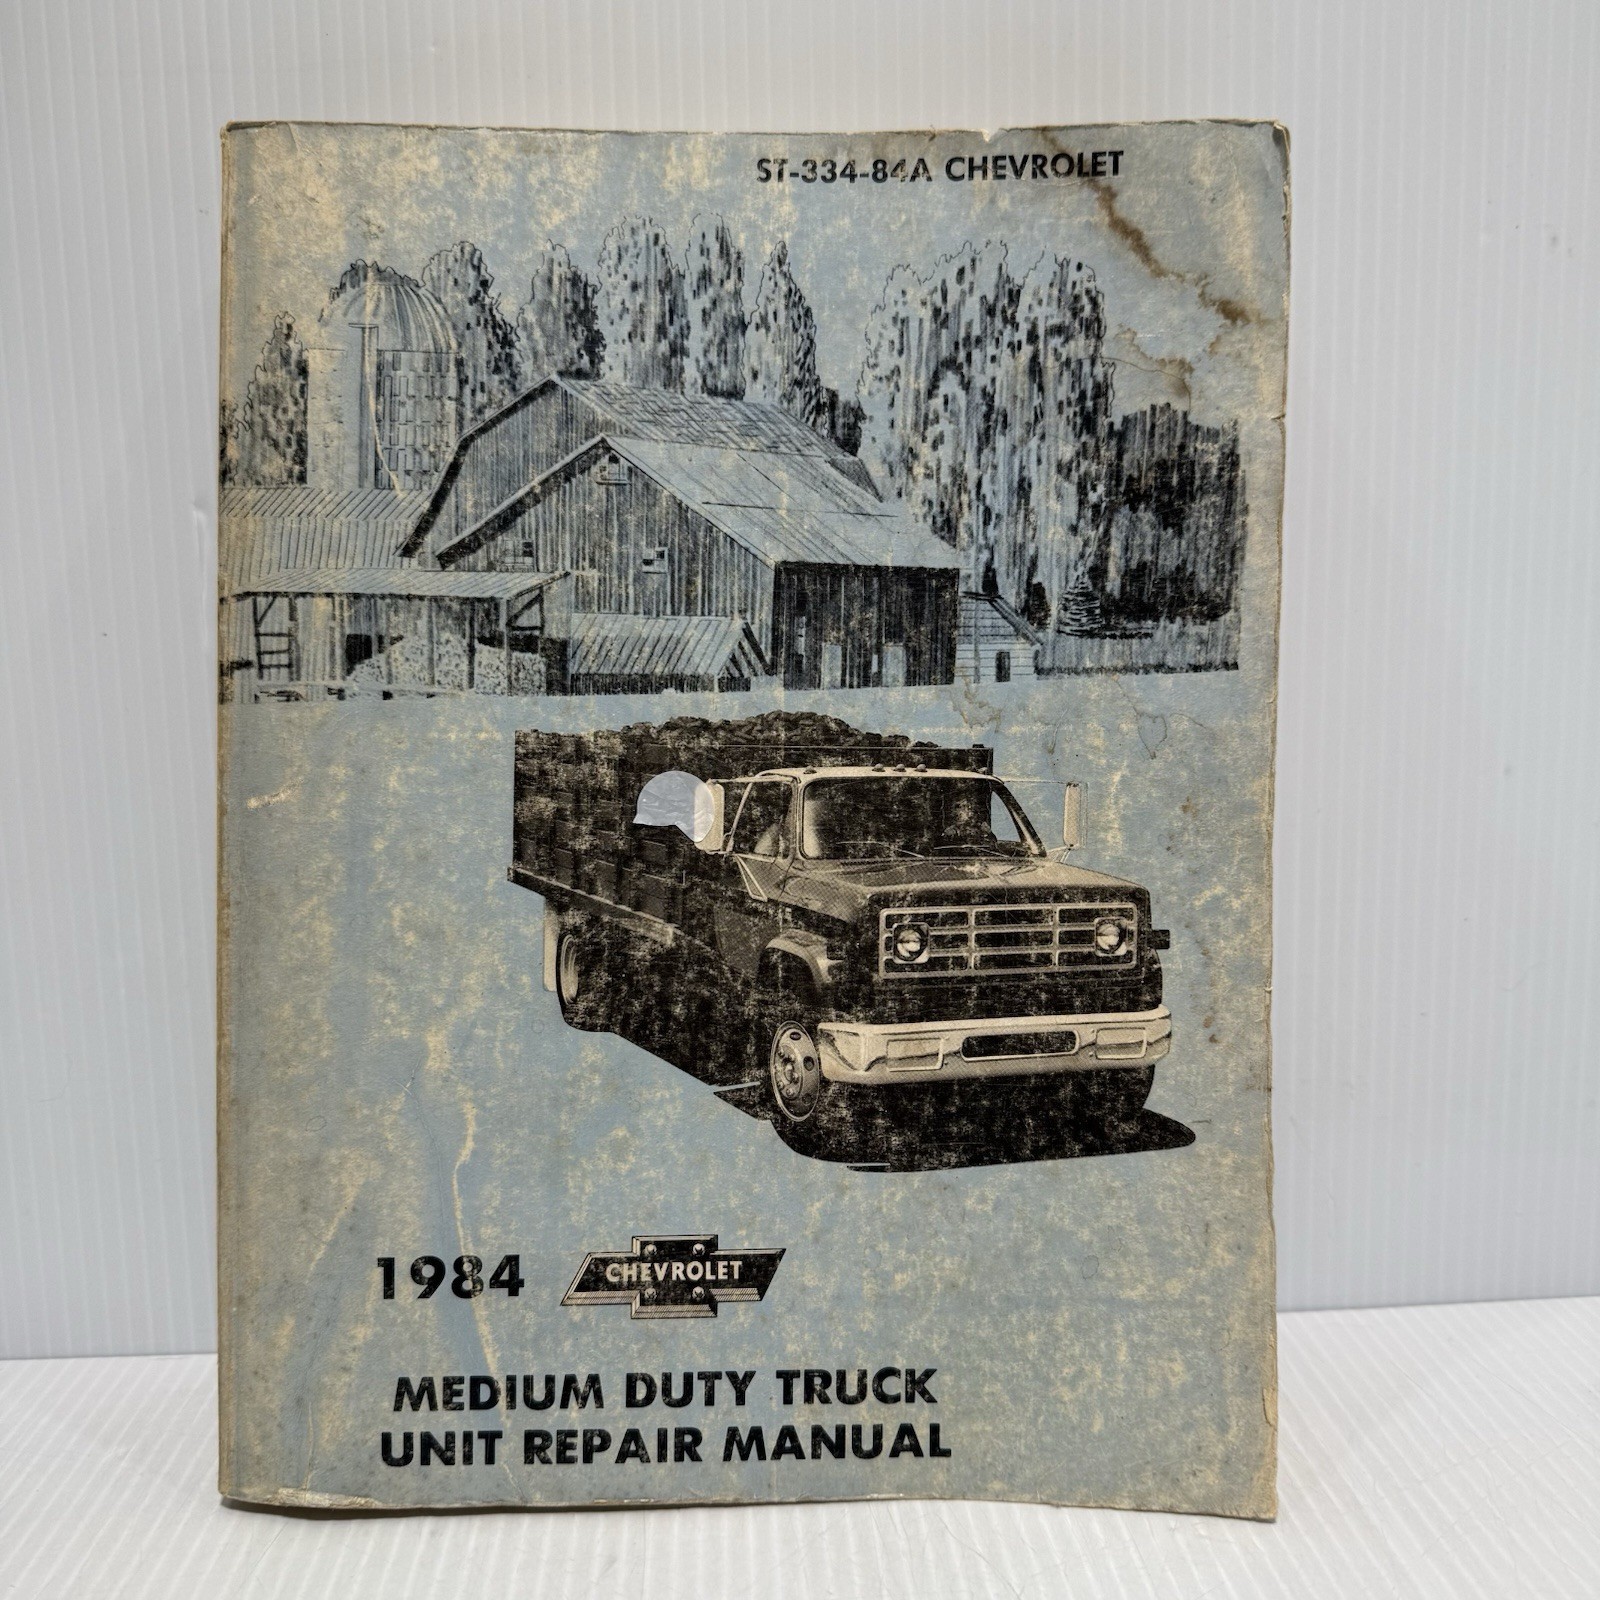 ST-334-84A CHEVROLET
1984
CHEVROLET
MEDIUM DUTY TRUCK
UNIT REPAIR MANUAL